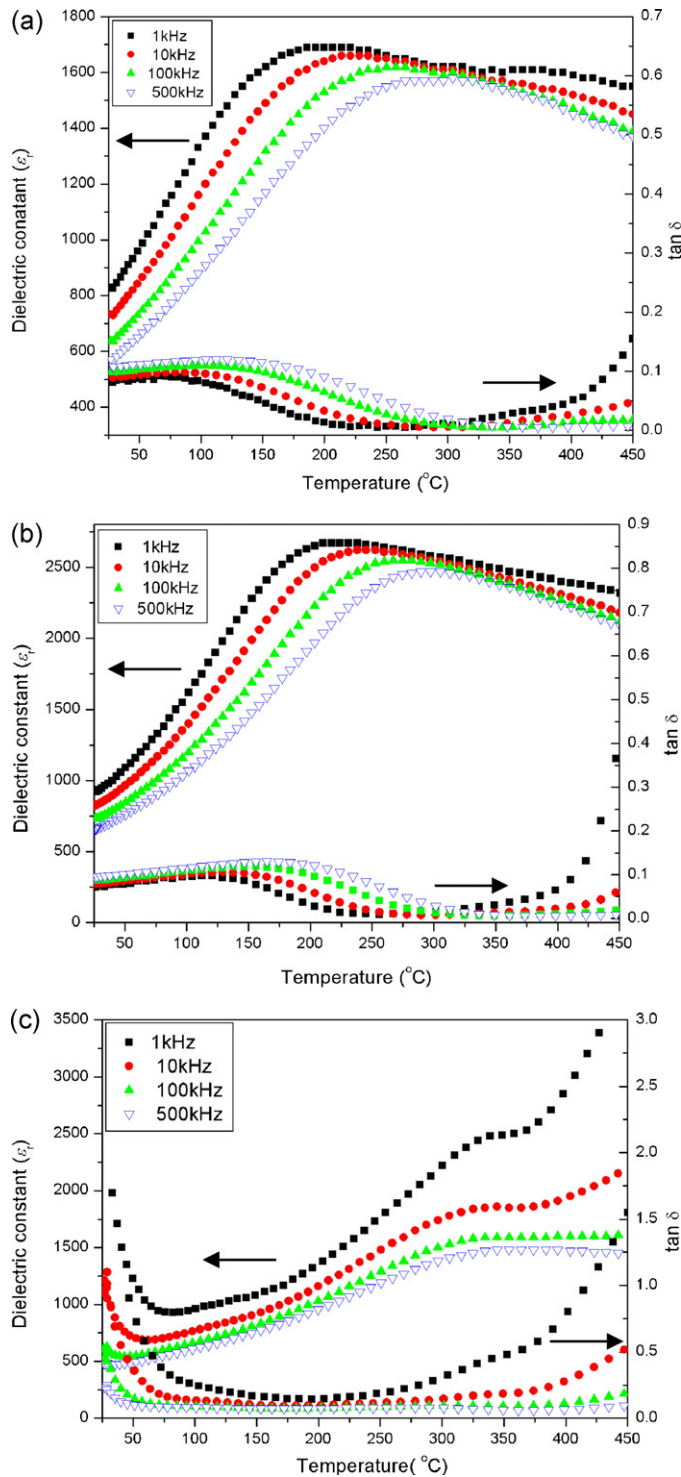 (a)
1800
1600
1400
1200
1000
800
600
400
0.7
0.6
0.5
0.4
0.3
0.2
0.1
0.0
1kHz
10kHz
100kHz
500kHz
Dielectric conatant (εr)
tan δ
50 100 150 200 250 300 350 400 450
Temperature (°C)
(b)
2500
2000
1500
1000
500
0
0.9
0.8
0.7
0.6
0.5
0.4
0.3
0.2
0.1
0.0
1kHz
10kHz
100kHz
500kHz
Dielectric constant (εr)
tan δ
50 100 150 200 250 300 350 400 450
Temperature (°C)
(c)
3500
3000
2500
2000
1500
1000
500
0
3.0
2.5
2.0
1.5
1.0
0.5
0.0
1kHz
10kHz
100kHz
500kHz
Dielectric constant (εr)
tan δ
50 100 150 200 250 300 350 400 450
Temperature(°C)